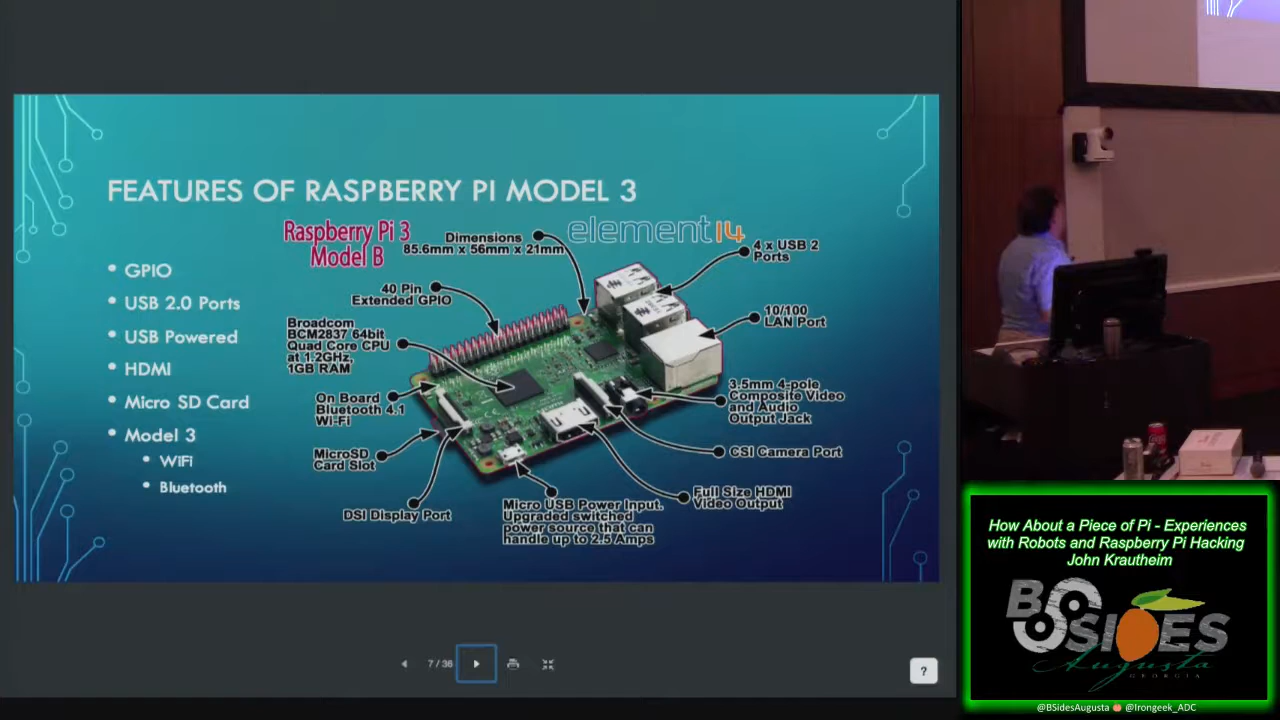 FEATURES OF RASPBERRY PI MODEL 3
Raspberry Pi 3
Model B
element14
• GPIO
• USB 2.0 Ports
• USB Powered
• HDMI
• Micro SD Card
• Model 3
• WiFi
• Bluetooth
Dimensions
85.6mm x 56mm x 21mm
4 x USB 2
Ports
40 Pin
Extended GPIO
10/100
LAN Port
Broadcom
BCM2837 64bit
Quad Core CPU
at 1.2GHz,
1GB RAM
On Board
Bluetooth 4.1
Wi-Fi
3.5mm 4-pole
Composite Video
and Audio
Output Jack
MicroSD
Card Slot
CSI Camera Port
DSI Display Port
Micro USB Power Input.
Upgraded switched
power source that can
handle up to 2.5 Amps
Full Size HDMI
Video Output
7 / 36
?
How About a Piece of Pi - Experiences
with Robots and Raspberry Pi Hacking
John Krautheim
BSIDES
Augusta
GEORGIA
@BSidesAugusta @Irongeek_ADC